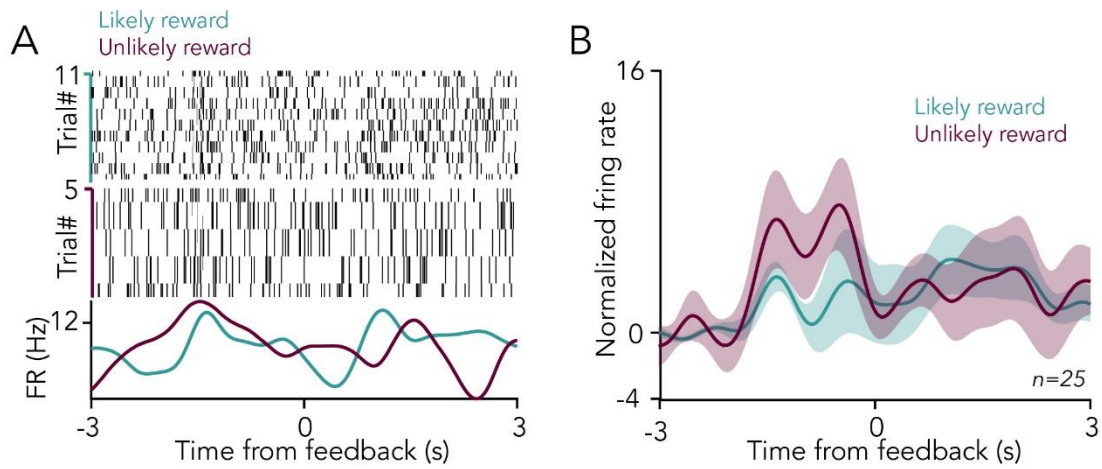 A
Likely reward
Unlikely reward
11
Trial#
5
Trial#
12
FR (Hz)
-3
0
3
Time from feedback (s)
B
16
Normalized fring rate
Likely reward
Unlikely reward
0
n=25
-4
-3
0
3
Time from feedback (s)